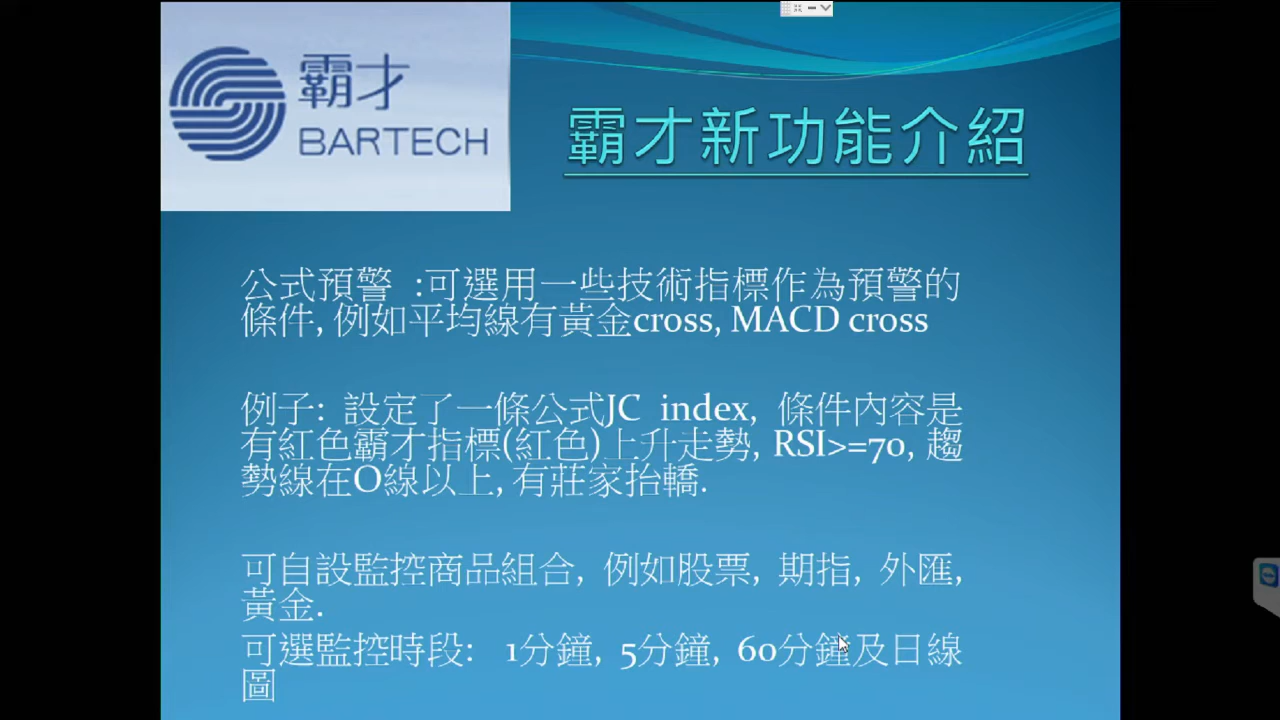 霸才
BARTECH
霸才新功能介紹
公式預警 :可選用一些技術指標作為預警的
條件, 例如平均線有黃金cross, MACD cross
例子: 設定了一條公式JC index, 條件內容是
有紅色霸才指標(紅色)上升走勢, RSI>=70, 趨
勢線在O線以上, 有莊家抬轎.
可自設監控商品組合, 例如股票, 期指, 外匯,
黃金.
可選監控時段: 1分鐘, 5分鐘, 60分鐘及日線
圖